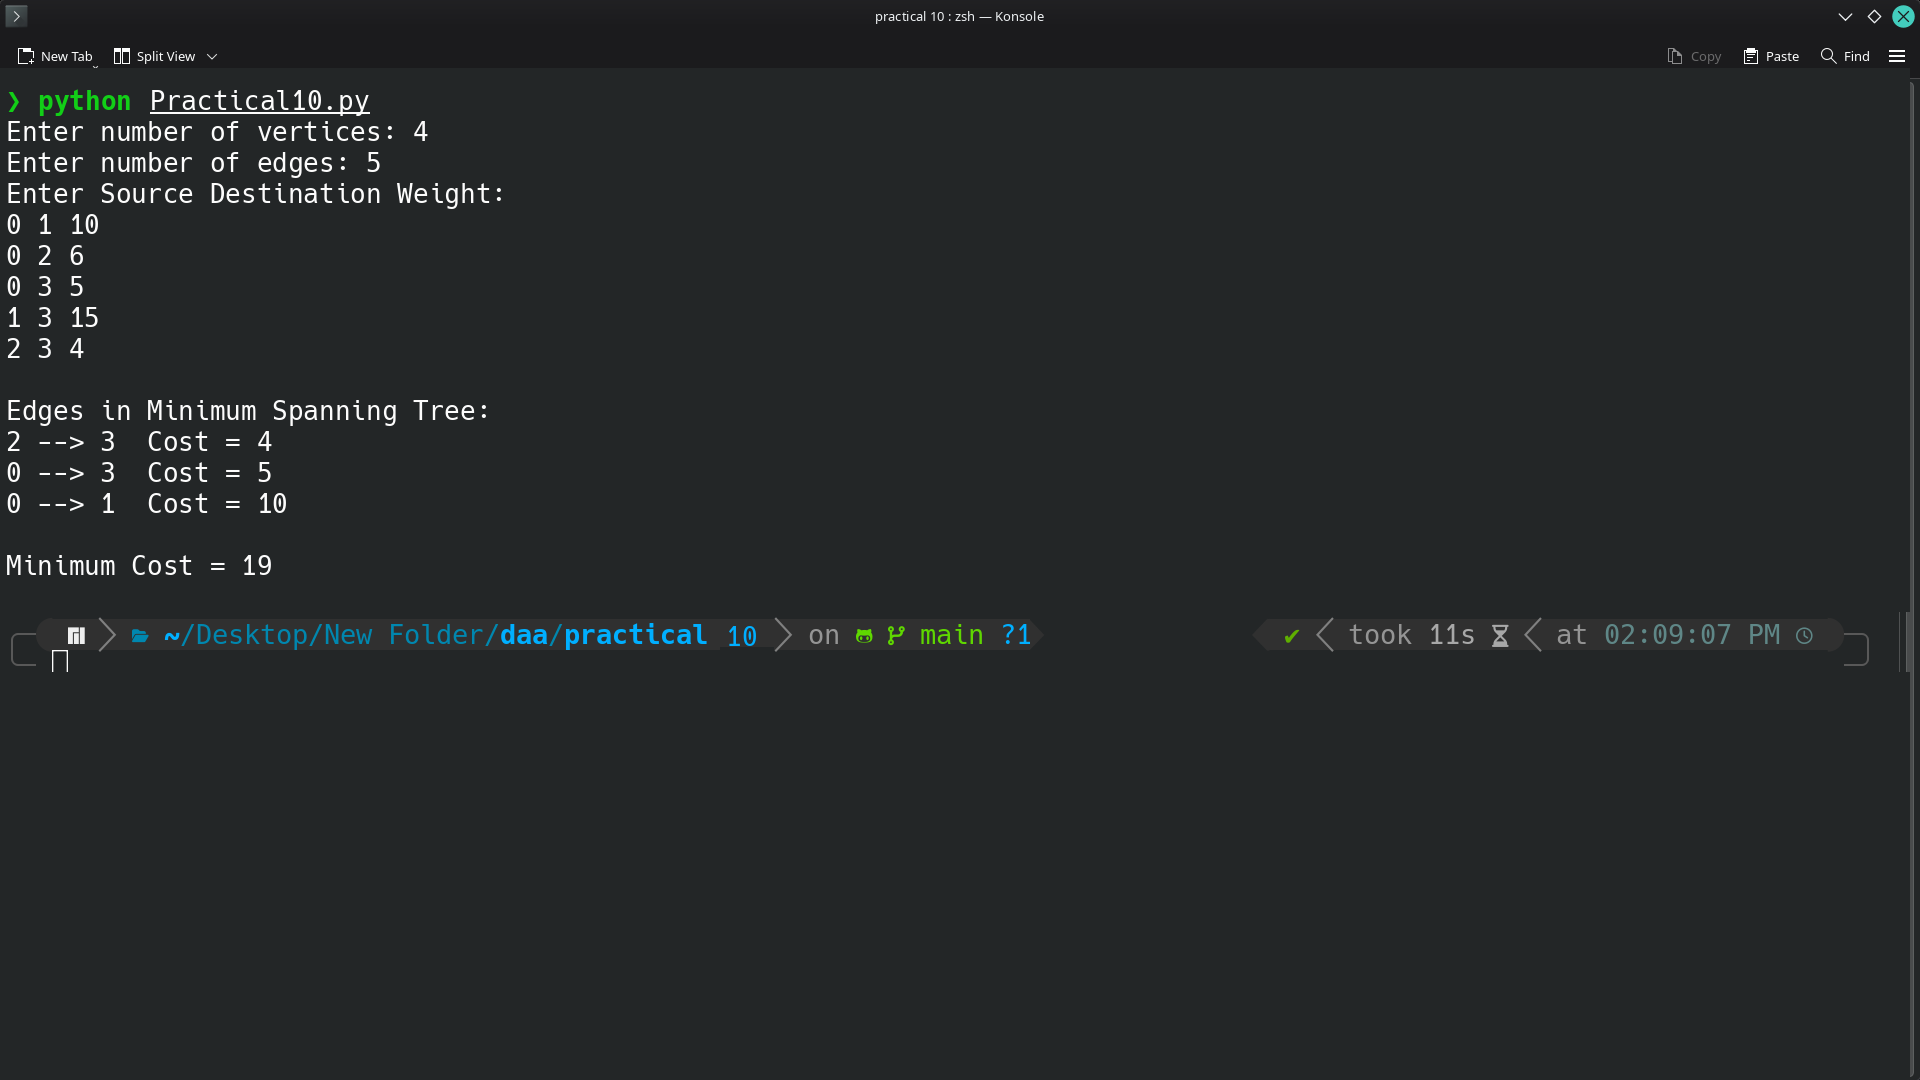 practical 10 : zsh — Konsole
New Tab Split View Copy Paste Find
❯ python Practical10.py
Enter number of vertices: 4
Enter number of edges: 5
Enter Source Destination Weight:
0 1 10
0 2 6
0 3 5
1 3 15
2 3 4
Edges in Minimum Spanning Tree:
2 --> 3  Cost = 4
0 --> 3  Cost = 5
0 --> 1  Cost = 10
Minimum Cost = 19
~/Desktop/New Folder/daa/practical 10 on main ?1 ✔ took 11s at 02:09:07 PM